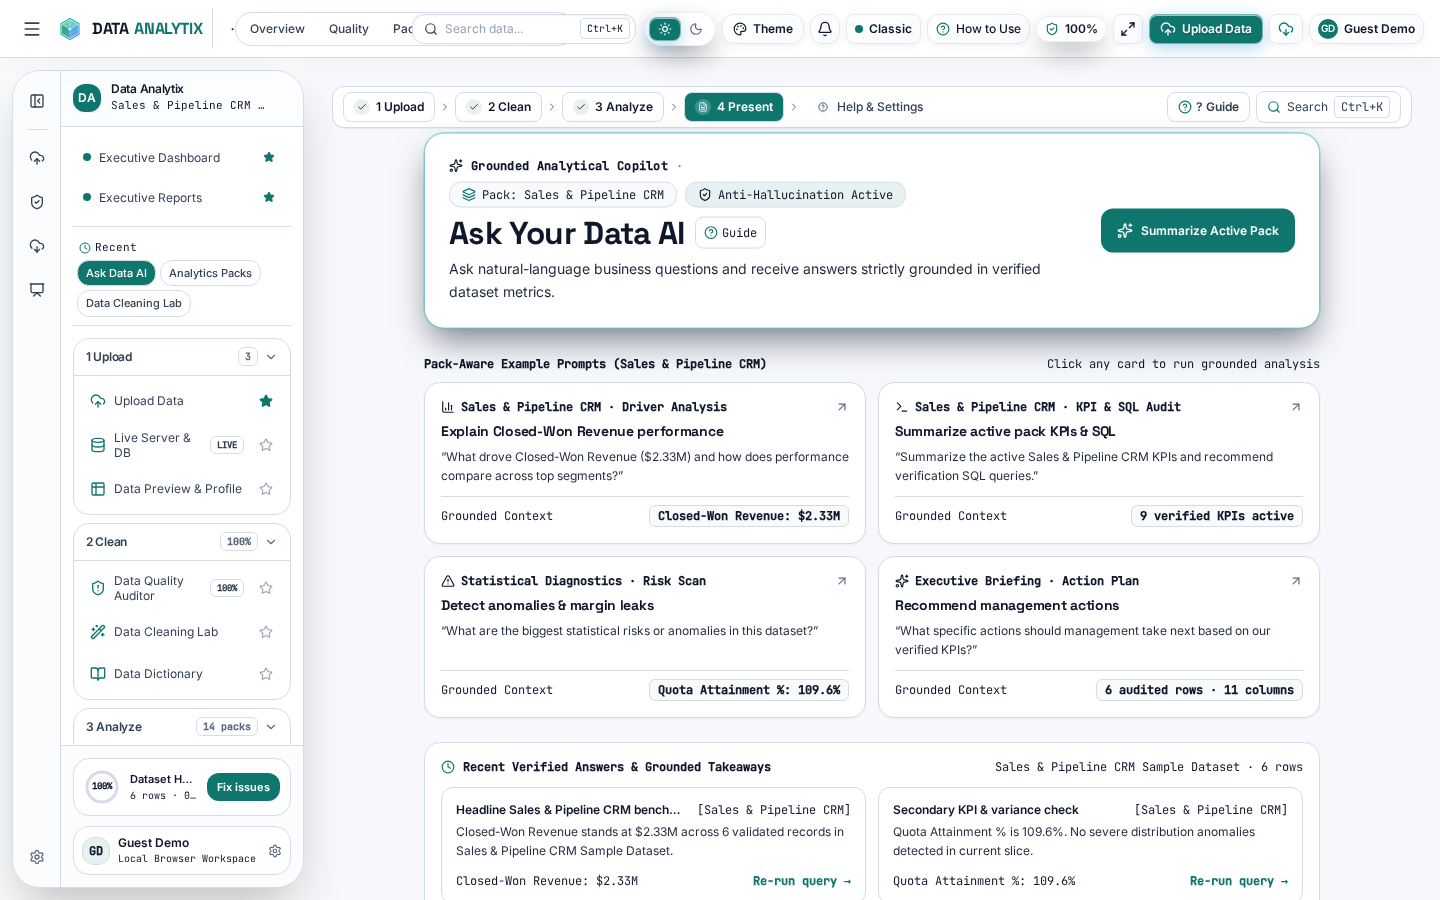 DATA ANALYTIX
Overview
Quality
Search data...
Ctrl+K
Theme
Classic
How to Use
100%
Upload Data
GD
Guest Demo
DA
Data Analytix
Sales & Pipeline CRM …
Executive Dashboard
Executive Reports
Recent
Ask Data AI
Analytics Packs
Data Cleaning Lab
1 Upload
3
Upload Data
Live Server &
DB
LIVE
Data Preview & Profile
2 Clean
100%
Data Quality
Auditor
100%
Data Cleaning Lab
Data Dictionary
3 Analyze
14 packs
100%
Dataset H...
6 rows · 0…
Fix issues
GD
Guest Demo
Local Browser Workspace
1 Upload
2 Clean
3 Analyze
4 Present
Help & Settings
? Guide
Search
Ctrl+K
Grounded Analytical Copilot ·
Pack: Sales & Pipeline CRM
Anti-Hallucination Active
Ask Your Data AI
Guide
Ask natural-language business questions and receive answers strictly grounded in verified
dataset metrics.
Summarize Active Pack
Pack-Aware Example Prompts (Sales & Pipeline CRM)
Click any card to run grounded analysis
Sales & Pipeline CRM · Driver Analysis
Explain Closed-Won Revenue performance
“What drove Closed-Won Revenue ($2.33M) and how does performance
compare across top segments?”
Grounded Context
Closed-Won Revenue: $2.33M
Sales & Pipeline CRM · KPI & SQL Audit
Summarize active pack KPIs & SQL
“Summarize the active Sales & Pipeline CRM KPIs and recommend
verification SQL queries.”
Grounded Context
9 verified KPIs active
Statistical Diagnostics · Risk Scan
Detect anomalies & margin leaks
“What are the biggest statistical risks or anomalies in this dataset?”
Grounded Context
Quota Attainment %: 109.6%
Executive Briefing · Action Plan
Recommend management actions
“What specific actions should management take next based on our
verified KPIs?”
Grounded Context
6 audited rows · 11 columns
Recent Verified Answers & Grounded Takeaways
Sales & Pipeline CRM Sample Dataset · 6 rows
Headline Sales & Pipeline CRM bench...
[Sales & Pipeline CRM]
Closed-Won Revenue stands at $2.33M across 6 validated records in
Sales & Pipeline CRM Sample Dataset.
Closed-Won Revenue: $2.33M
Re-run query →
Secondary KPI & variance check
[Sales & Pipeline CRM]
Quota Attainment % is 109.6%. No severe distribution anomalies
detected in current slice.
Quota Attainment %: 109.6%
Re-run query →